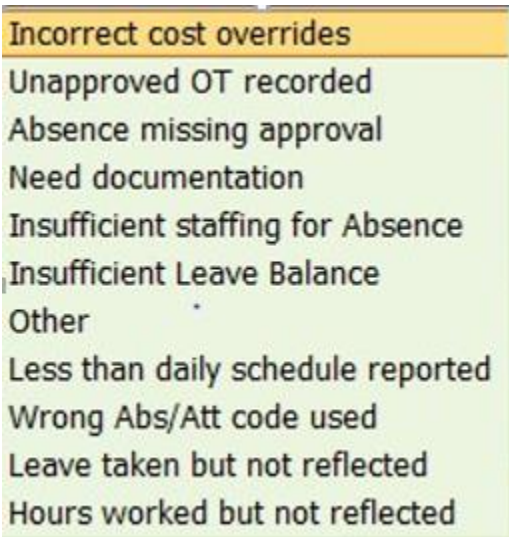 Incorrect cost overrides
Unapproved OT recorded
Absence missing approval
Need documentation
Insufficient staffing for Absence
Insufficient Leave Balance
Other
Less than daily schedule reported
Wrong Abs/Att code used
Leave taken but not reflected
Hours worked but not reflected